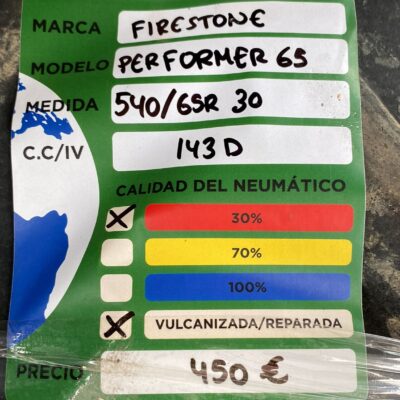 MARCA FIRESTONE
MODELO PERFORMER 65
MEDIDA 540/65R 30
C.C/IV 143D
CALIDAD DEL NEUMÁTICO
X 30%
70%
100%
X VULCANIZADA/REPARADA
PRECIO 450 €